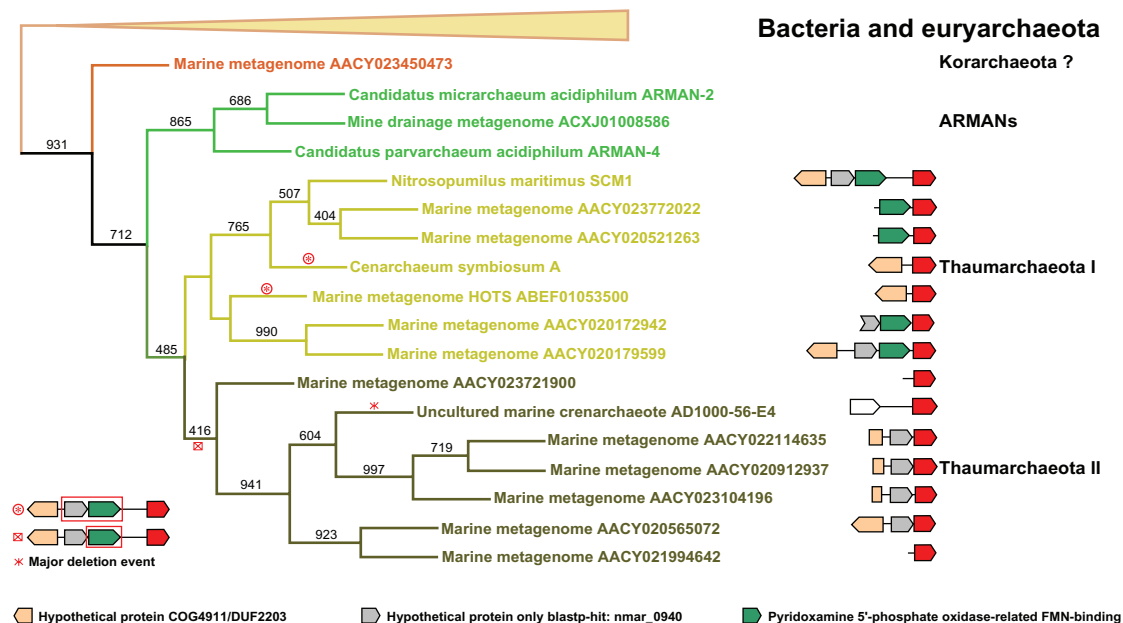 Bacteria and euryarchaeota
Marine metagenome AACY023450473
Korarchaeota ?
931
686
Candidatus micrarchaeum acidiphilum ARMAN-2
865
Mine drainage metagenome ACXJ01008586
ARMANs
Candidatus parvarchaeum acidiphilum ARMAN-4
507
Nitrosopumilus maritimus SCM1
404
Marine metagenome AACY023772022
765
Marine metagenome AACY020521263
712
Cenarchaeum symbiosum A
Thaumarchaeota I
Marine metagenome HOTS ABEF01053500
990
Marine metagenome AACY020172942
485
Marine metagenome AACY020179599
Marine metagenome AACY023721900
416
Uncultured marine crenarchaeote AD1000-56-E4
604
719
Marine metagenome AACY022114635
997
Marine metagenome AACY020912937
Thaumarchaeota II
941
Marine metagenome AACY023104196
923
Marine metagenome AACY020565072
Marine metagenome AACY021994642
Major deletion event
Hypothetical protein COG4911/DUF2203
Hypothetical protein only blastp-hit: nmar_0940
Pyridoxamine 5'-phosphate oxidase-related FMN-binding